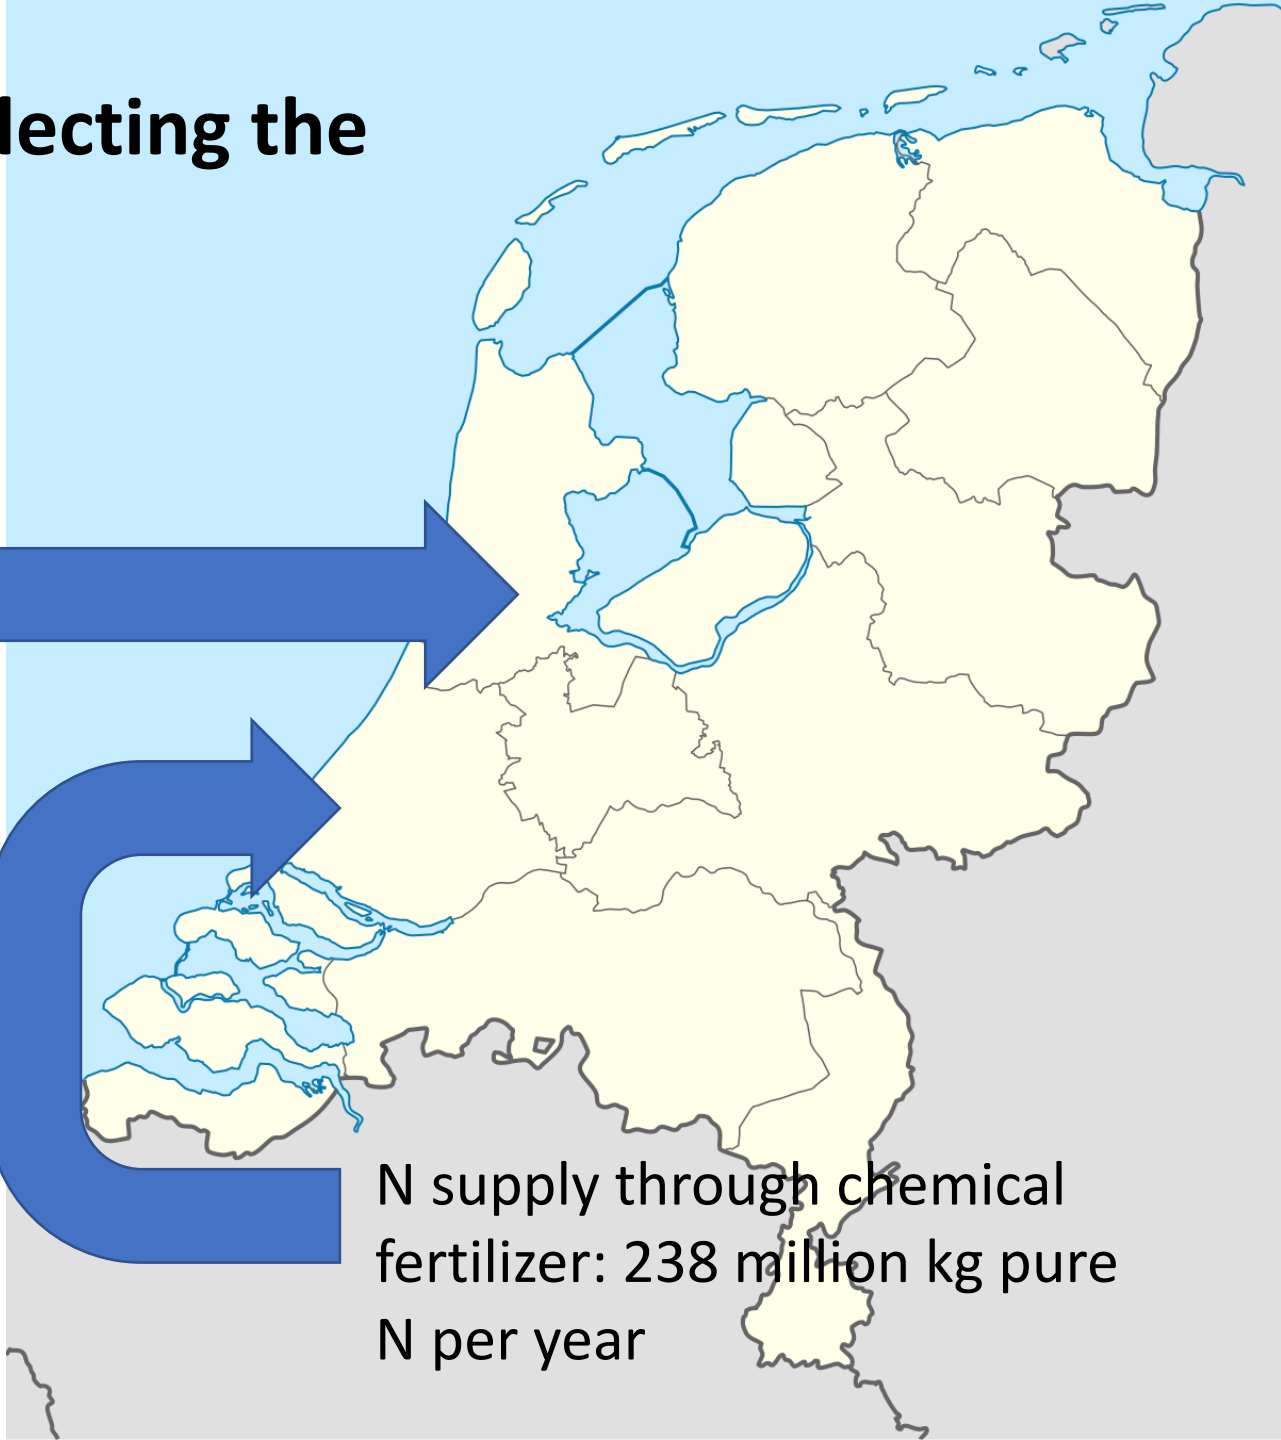 lecting the
N supply through chemical
fertilizer: 238 million kg pure
N per year